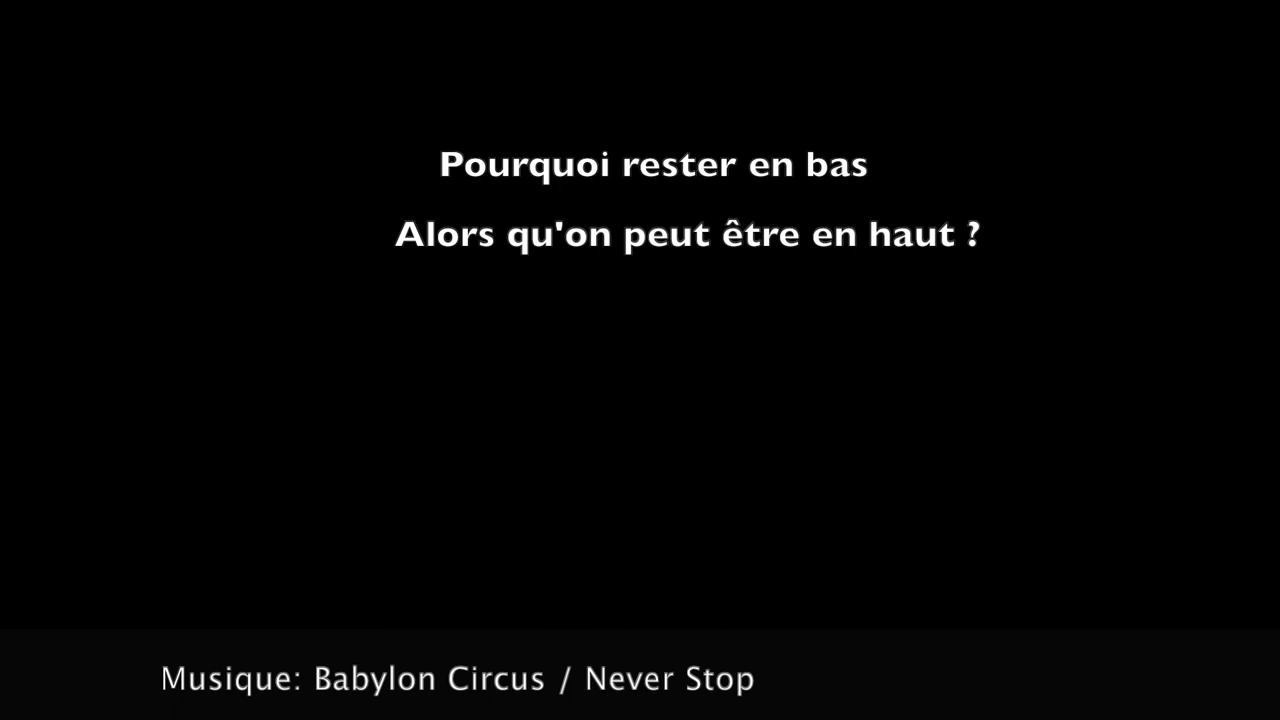 Pourquoi rester en bas
Alors qu'on peut être en haut ?
Musique: Babylon Circus / Never Stop